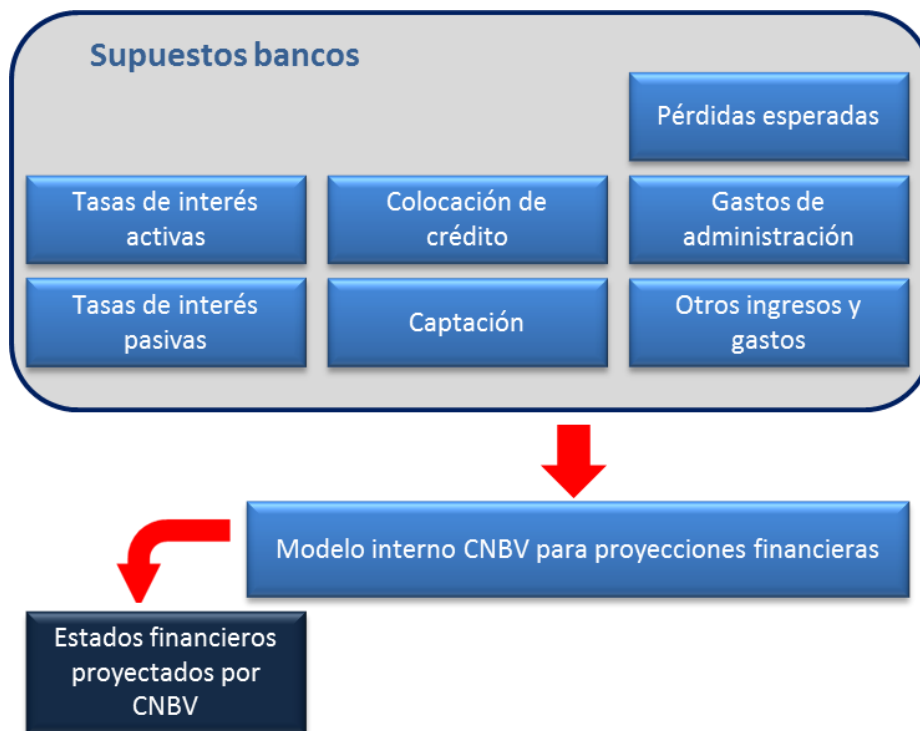 Supuestos bancos
Pérdidas esperadas
Tasas de interés
activas
Colocación de
crédito
Gastos de
administración
Tasas de interés
pasivas
Captación
Otros ingresos y
gastos
Modelo interno CNBV para proyecciones financieras
Estados financieros
proyectados por
CNBV